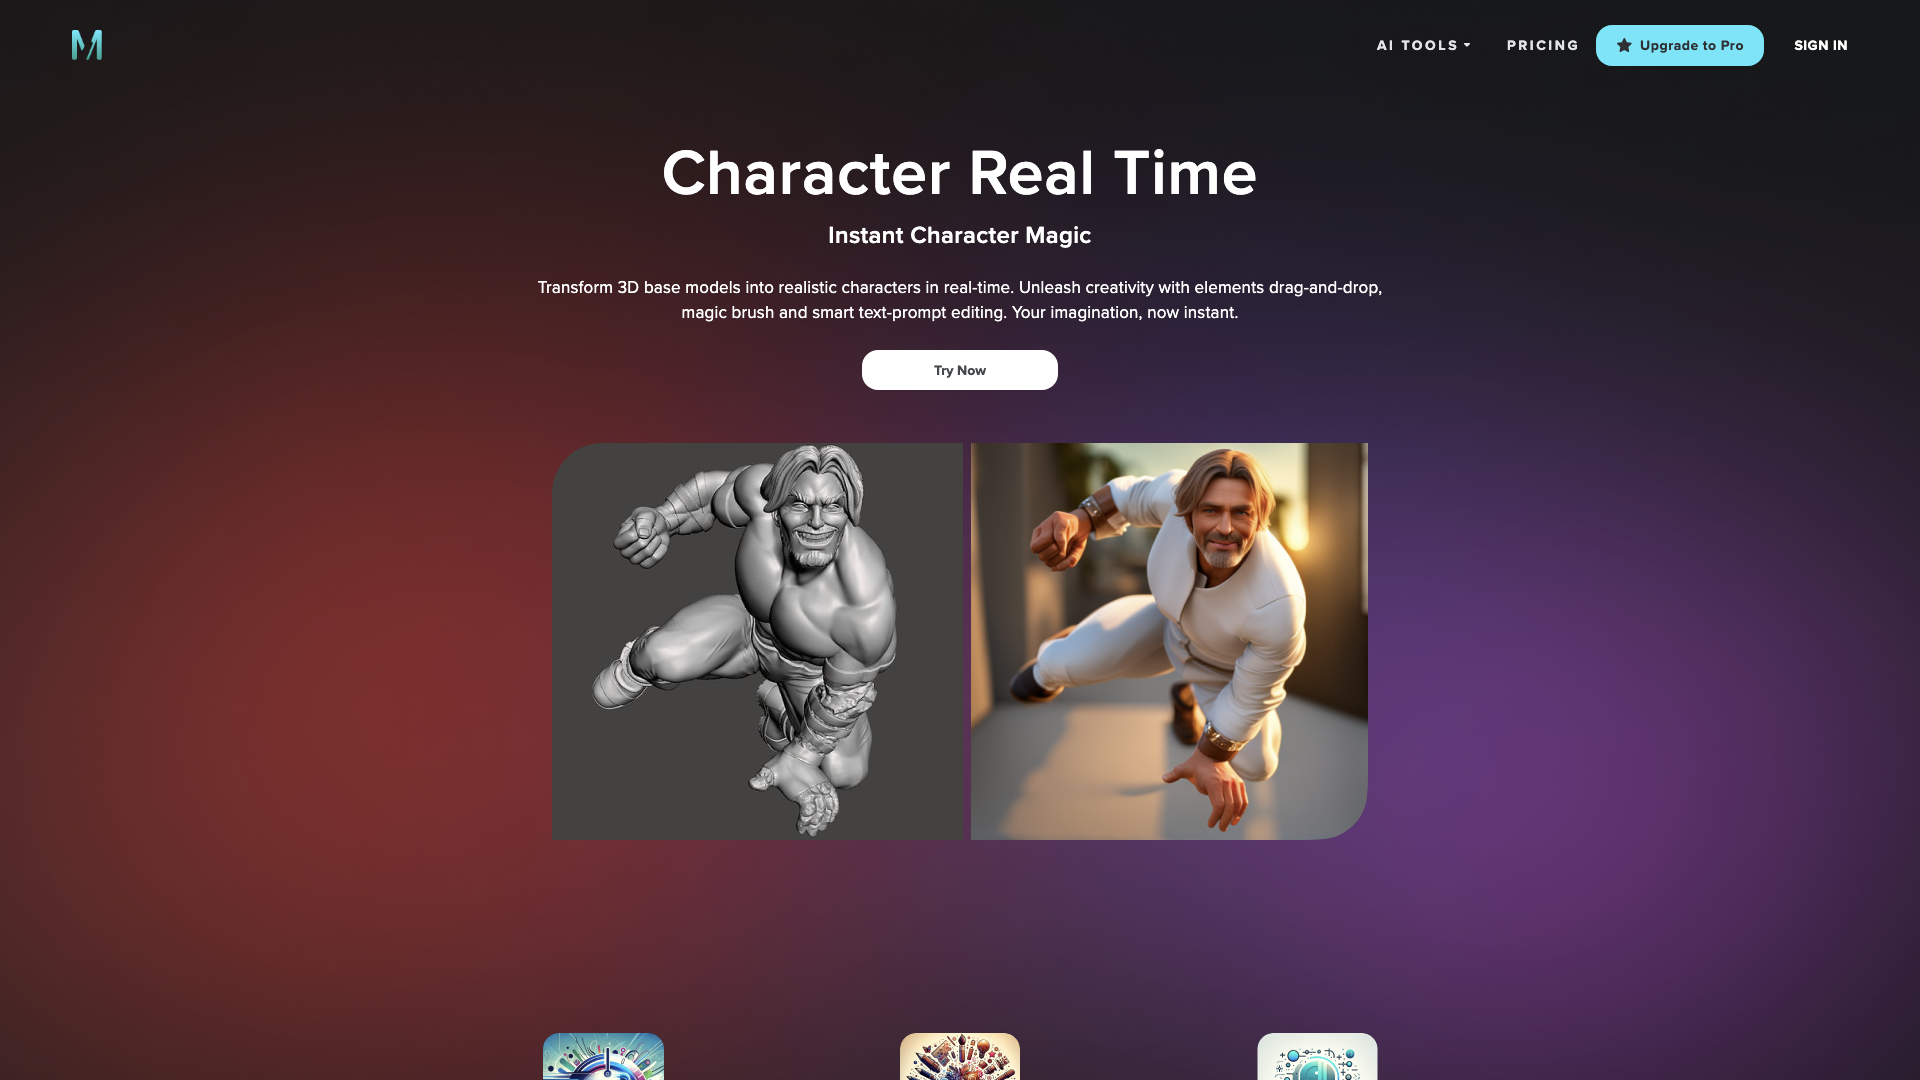 M
AI TOOLS
PRICING
Upgrade to Pro
SIGN IN
Character Real Time
Instant Character Magic
Transform 3D base models into realistic characters in real-time. Unleash creativity with elements drag-and-drop,
magic brush and smart text-prompt editing. Your imagination, now instant.
Try Now